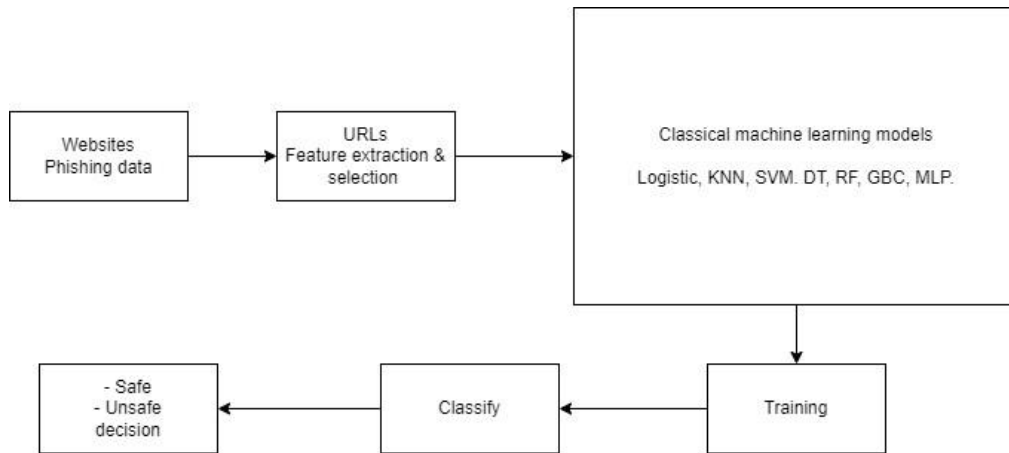 Websites
Phishing data
URLs
Feature extraction &
selection
Classical machine learning models
Logistic, KNN, SVM. DT, RF, GBC, MLP.
Training
Classify
- Safe
- Unsafe
decision